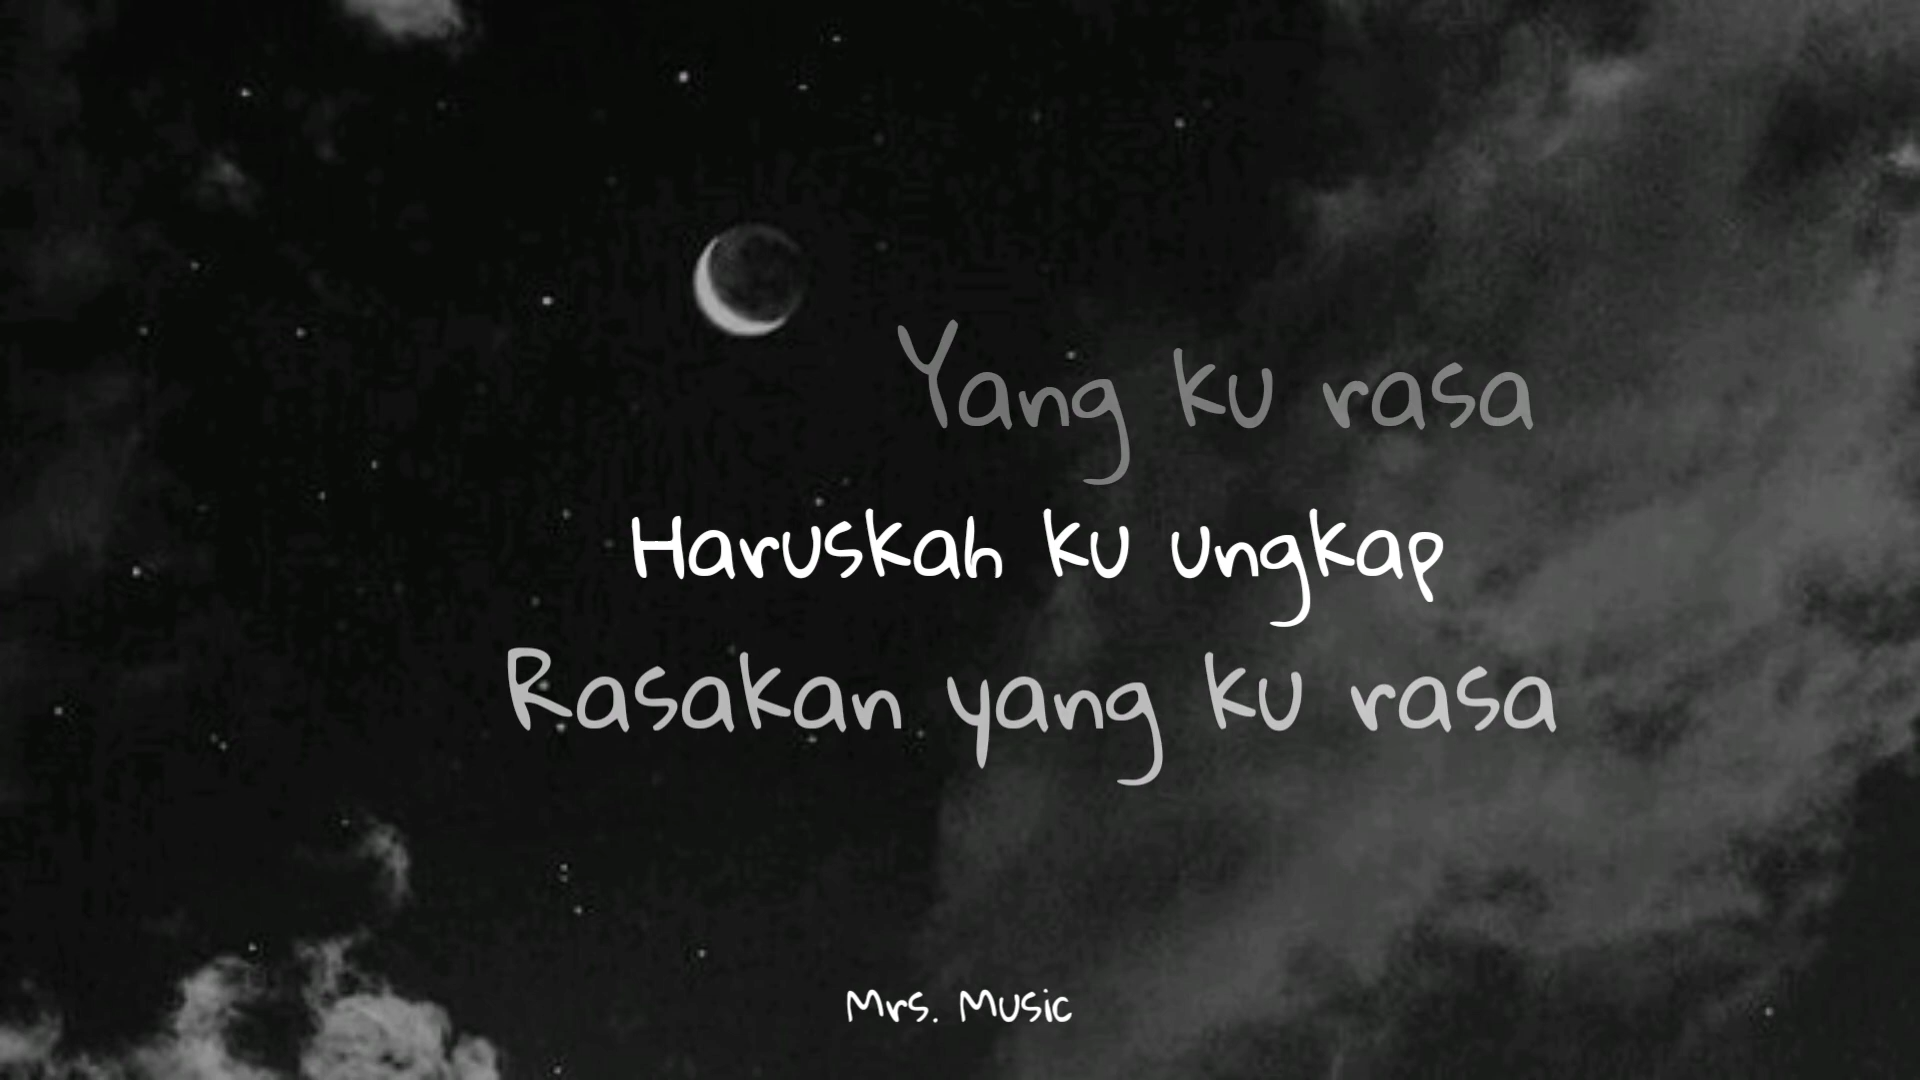 Yang ku rasa
Haruskah ku ungkap
Rasakan yang ku rasa
Mrs. Music